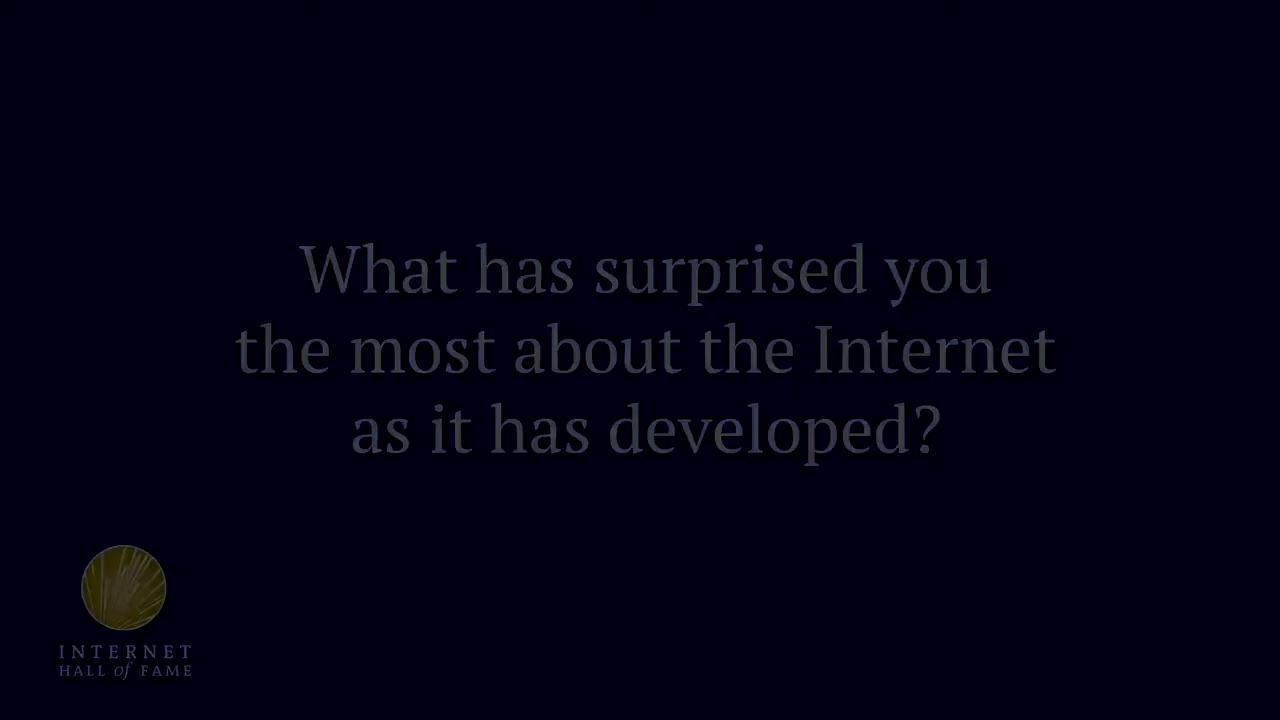 What has surprised you
the most about the Internet
as it has developed?
INTERNET
HALL of FAME